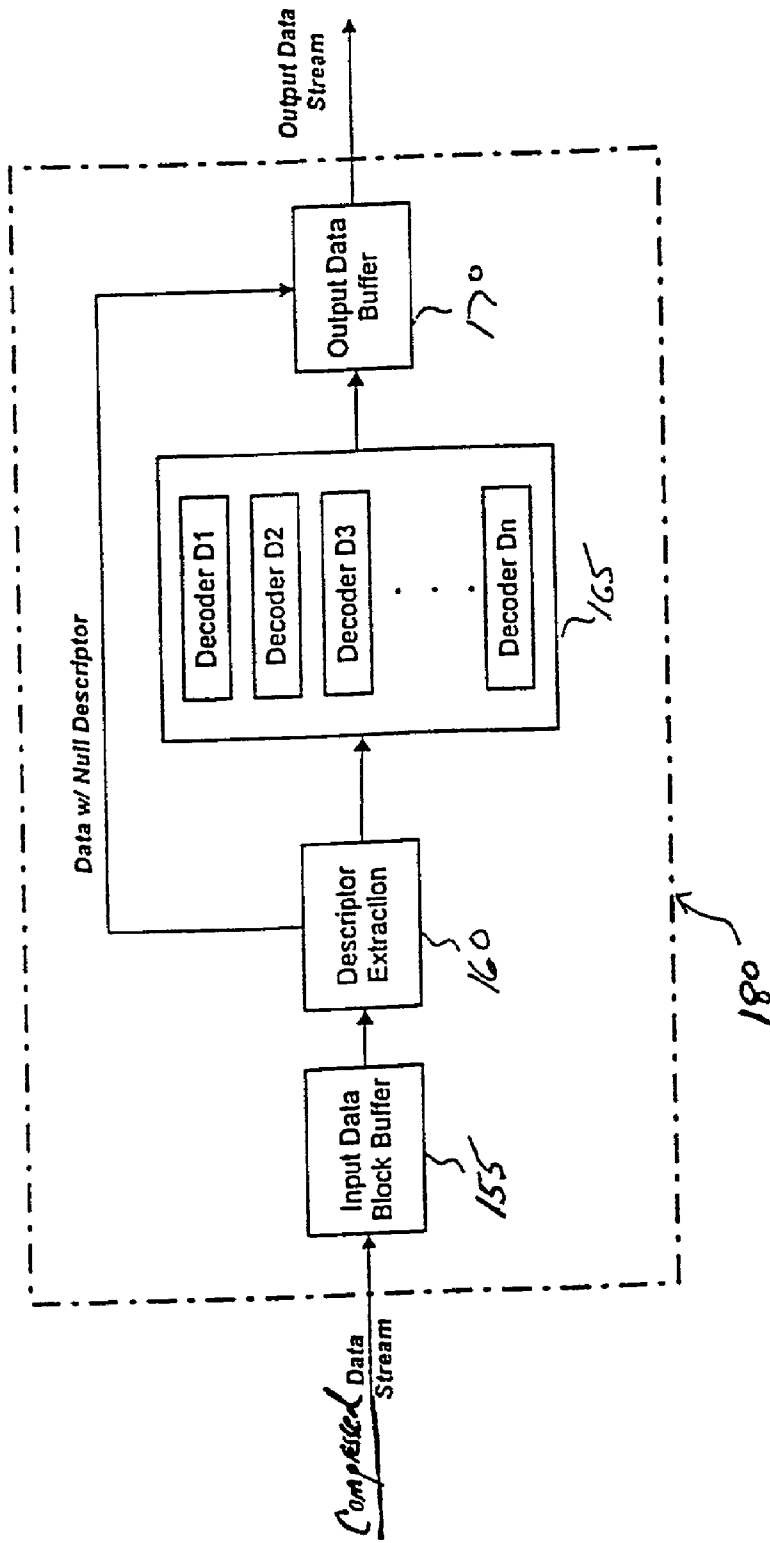 Compressed Data
Stream
Input Data
Block Buffer
155
Descriptor
Extraction
160
Data w/ Null Descriptor
Decoder D1
Decoder D2
Decoder D3
. . .
Decoder Dn
165
Output Data
Buffer
170
Output Data
Stream
180